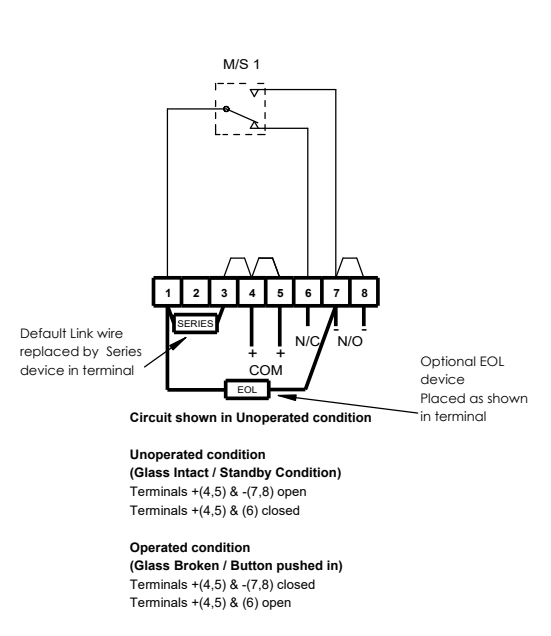 M/S 1
1 2 3 4 5 6 7 8
SERIES
N/C - N/O -
+ +
COM
EOL
Default Link wire
replaced by Series
device in terminal
Optional EOL
device
Placed as shown
in terminal
Circuit shown in Unoperated condition
Unoperated condition
(Glass Intact / Standby Condition)
Terminals +(4,5) & -(7,8) open
Terminals +(4,5) & (6) closed
Operated condition
(Glass Broken / Button pushed in)
Terminals +(4,5) & -(7,8) closed
Terminals +(4,5) & (6) open